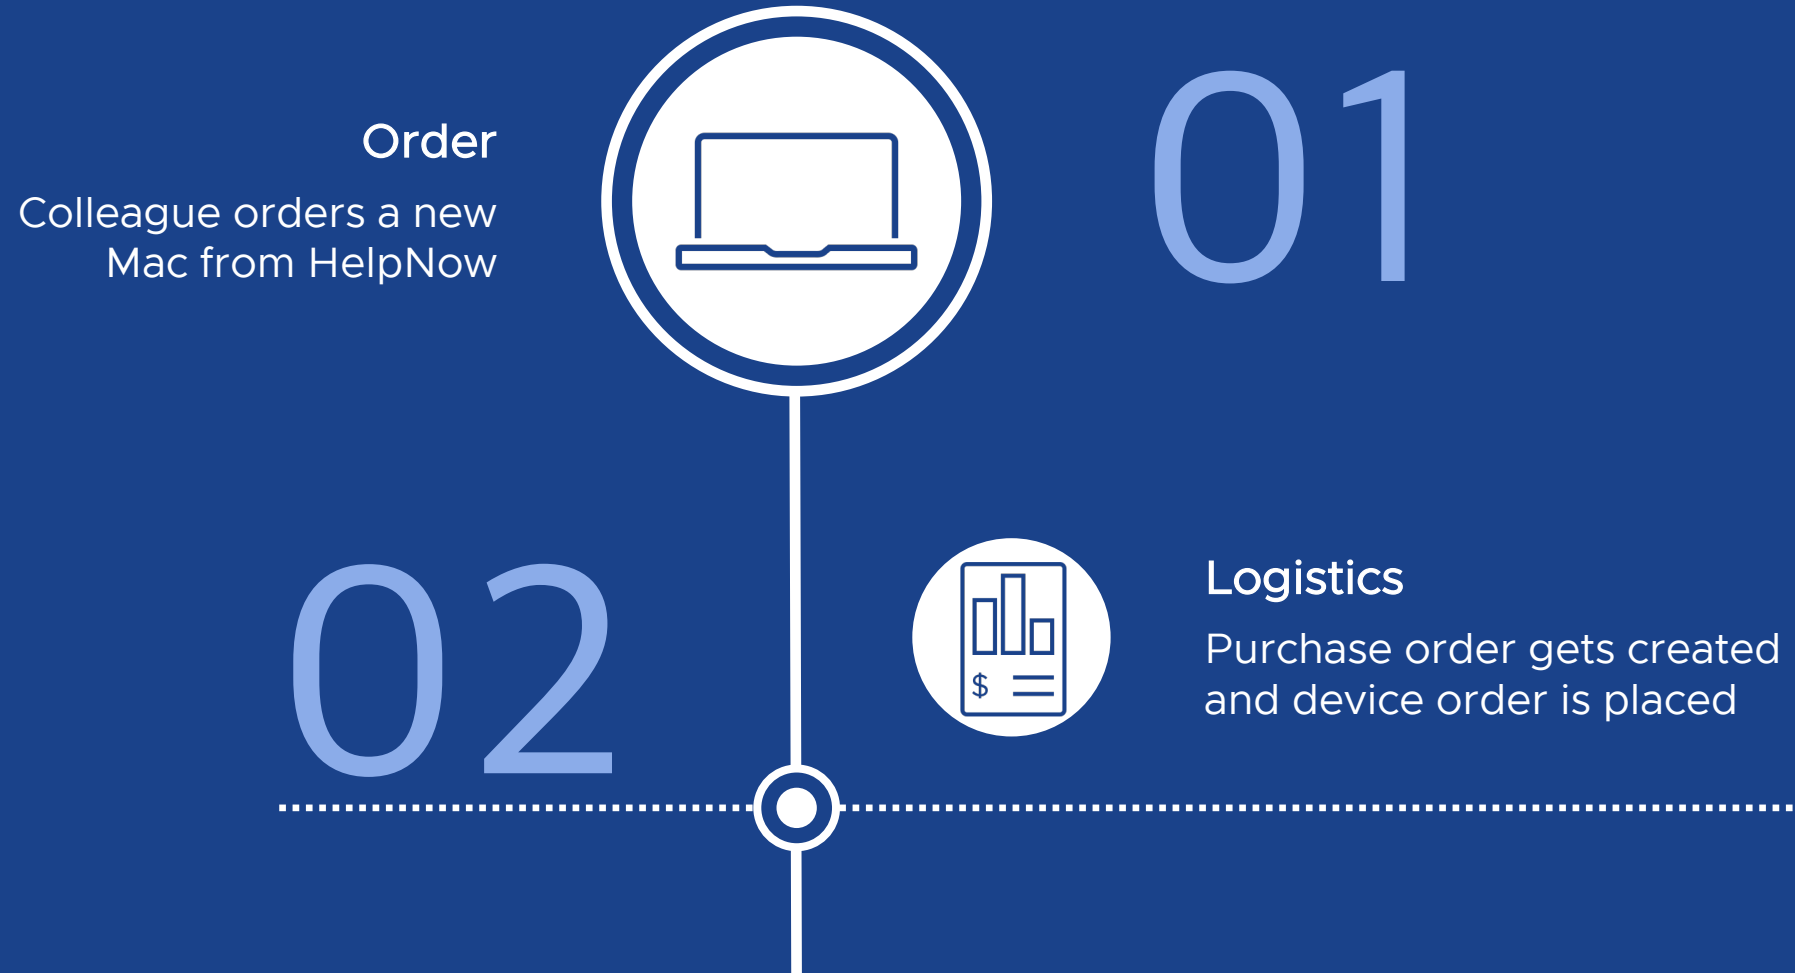 01
Order
Colleague orders a new
Mac from HelpNow
02
Logistics
Purchase order gets created
and device order is placed
$